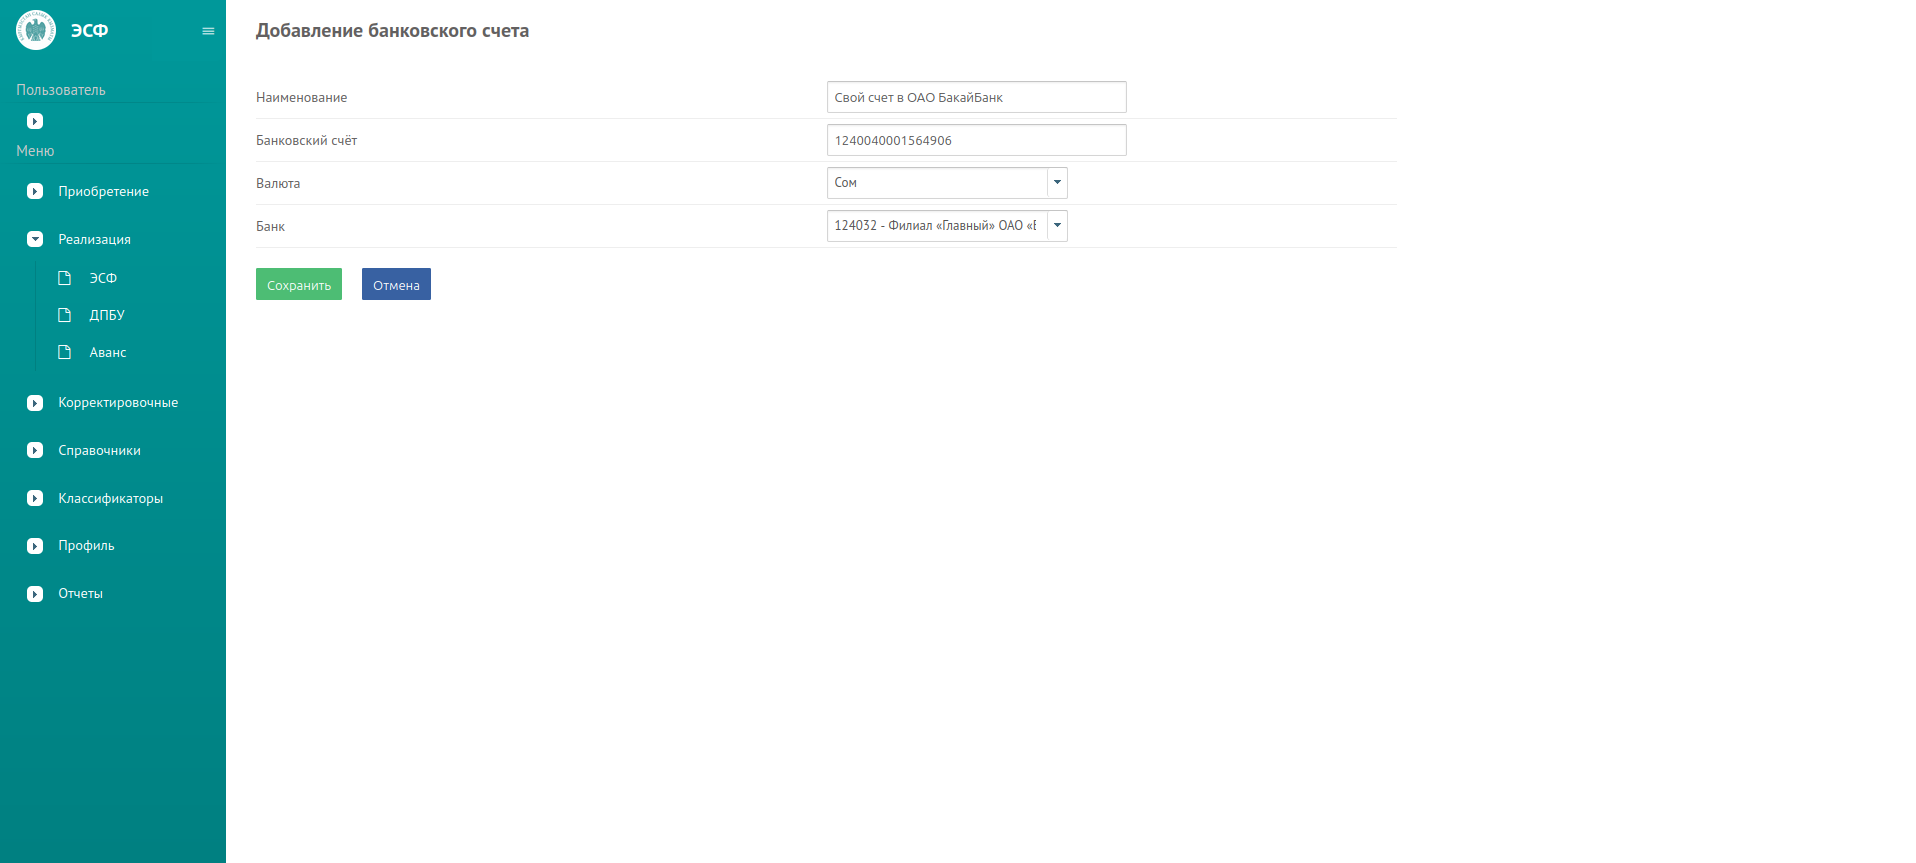 ЭСФ
Пользователь
Меню
Приобретение
Реализация
ЭСФ
ДПБУ
Аванс
Корректировочные
Справочники
Классификаторы
Профиль
Отчеты
Добавление банковского счета
Наименование
Свой счет в ОАО БакайБанк
Банковский счёт
1240040001564906
Валюта
Сом
Банк
124032 - Филиал «Главный» ОАО «
Сохранить
Отмена